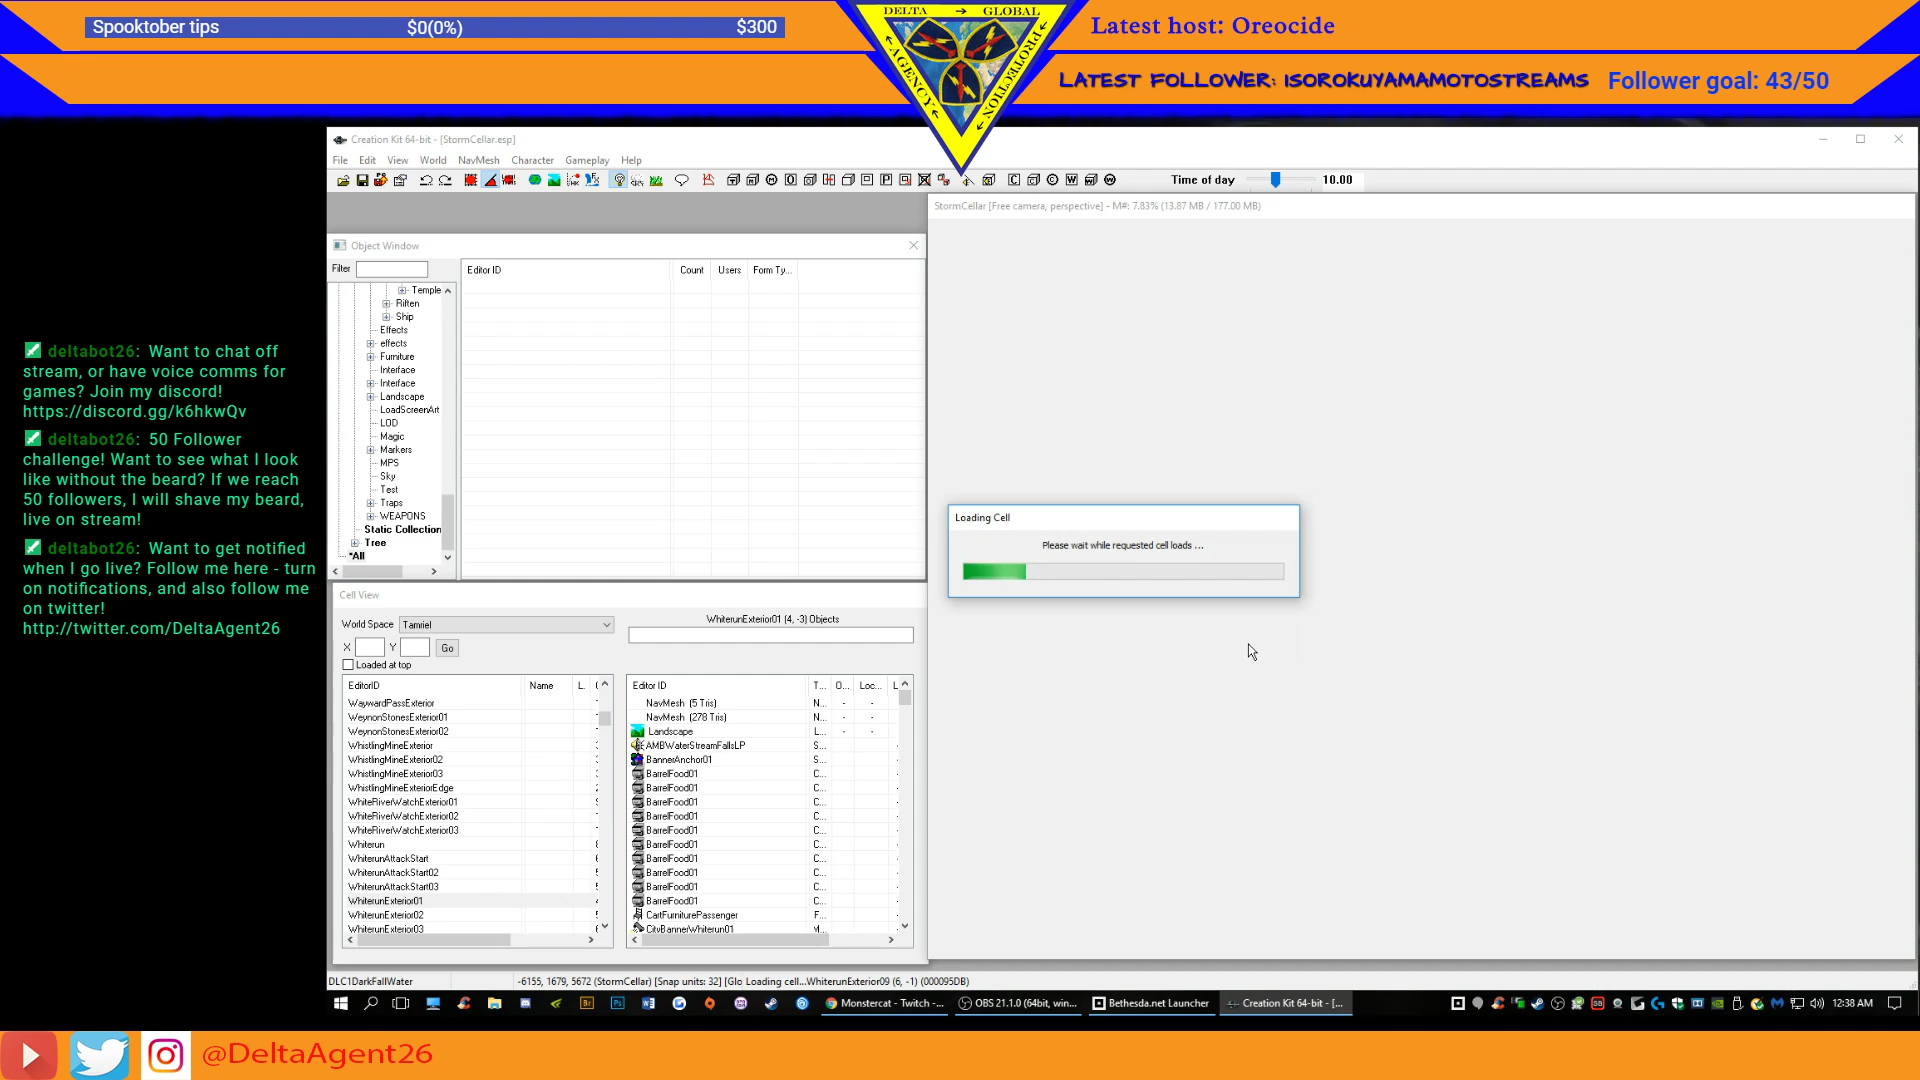 Spooktober tips $0(0%) $300
DELTA → GLOBAL
PROTECTION
AGENCY
Latest host: Oreocide
LATEST FOLLOWER: ISOROKUYAMAMOTOSTREAMS Follower goal: 43/50
Creation Kit 64-bit - [StormCellar.esp]
File Edit View World NavMesh Character Gameplay Help
Time of day 10.00
StormCellar [Free camera, perspective] - M#: 7.83% (13.87 MB / 177.00 MB)
Object Window
Filter
Editor ID Count Users Form Ty...
Temple
Riften
Ship
Effects
effects
Furniture
Interface
Interface
Landscape
LoadScreenArt
LOD
Magic
Markers
MPS
Sky
Test
Traps
WEAPONS
Static Collection
Tree
*All
deltabot26: Want to chat off
stream, or have voice comms for
games? Join my discord!
https://discord.gg/k6hkwQv
deltabot26: 50 Follower
challenge! Want to see what I look
like without the beard? If we reach
50 followers, I will shave my beard,
live on stream!
deltabot26: Want to get notified
when I go live? Follow me here - turn
on notifications, and also follow me
on twitter!
http://twitter.com/DeltaAgent26
Loading Cell
Please wait while requested cell loads ...
Cell View
World Space Tamriel
X Y Go
Loaded at top
WhiterunExterior01 (4, -3) Objects
EditorID Name L.
WaywardPassExterior
WeynonStonesExterior01
WeynonStonesExterior02
WhistlingMineExterior
WhistlingMineExterior02
WhistlingMineExterior03
WhistlingMineExteriorEdge
WhiteRiverWatchExterior01
WhiteRiverWatchExterior02
WhiteRiverWatchExterior03
Whiterun
WhiterunAttackStart
WhiterunAttackStart02
WhiterunAttackStart03
WhiterunExterior01
WhiterunExterior02
WhiterunExterior03
Editor ID T... O... Loc... L
NavMesh (5 Tris) N... - -
NavMesh (278 Tris) N... - -
Landscape L... - -
AMBWaterStreamFallsLP S...
BannerAnchor01 S...
BarrelFood01 C...
BarrelFood01 C...
BarrelFood01 C...
BarrelFood01 C...
BarrelFood01 C...
BarrelFood01 C...
BarrelFood01 C...
BarrelFood01 C...
BarrelFood01 C...
BarrelFood01 C...
CartFurniturePassenger F...
CityBannerWhiterun01 M...
DLC1DarkFallWater -6155, 1679, 5672 (StormCellar) [Snap units: 32] [Glo Loading cell...WhiterunExterior09 (6, -1) (000095DB)
Monstercat - Twitch -... OBS 21.1.0 (64bit, win... Bethesda.net Launcher Creation Kit 64-bit - [... 12:38 AM
@DeltaAgent26